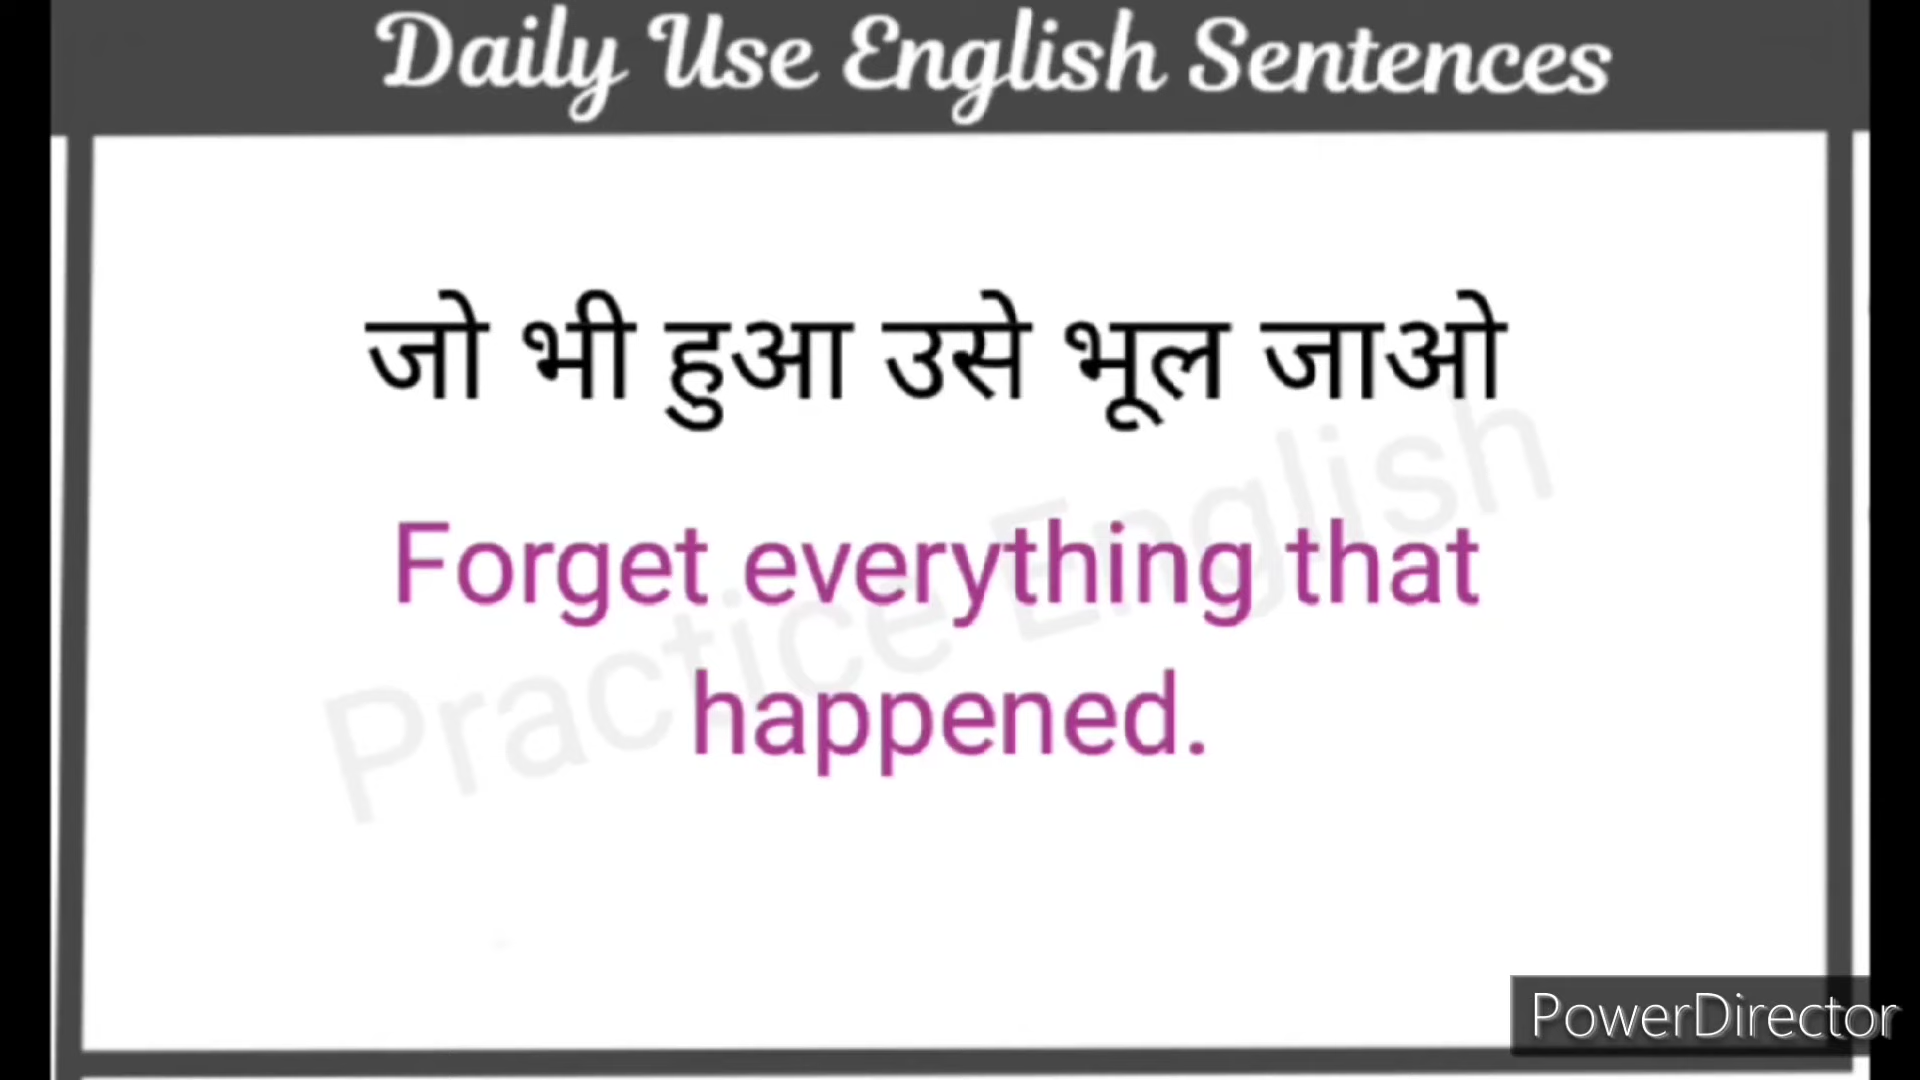 Daily Use English Sentences
जो भी हुआ उसे भूल जाओ
Forget everything that
happened.
Practice English
PowerDirector